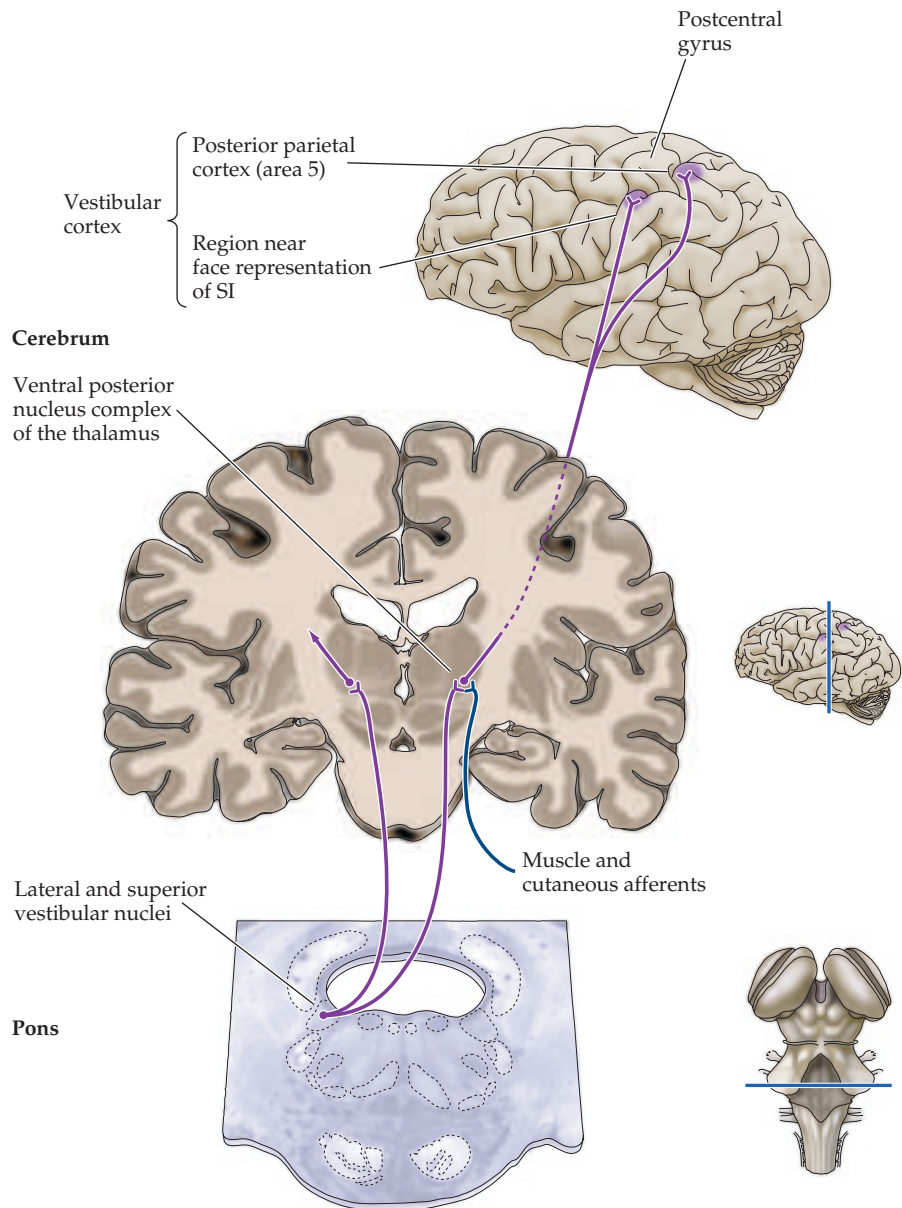 Postcentral
gyrus
Posterior parietal
cortex (area 5)
Vestibular
cortex
Region near
face representation
of SI
Cerebrum
Ventral posterior
nucleus complex
of the thalamus
Muscle and
cutaneous afferents
Lateral and superior
vestibular nuclei
Pons